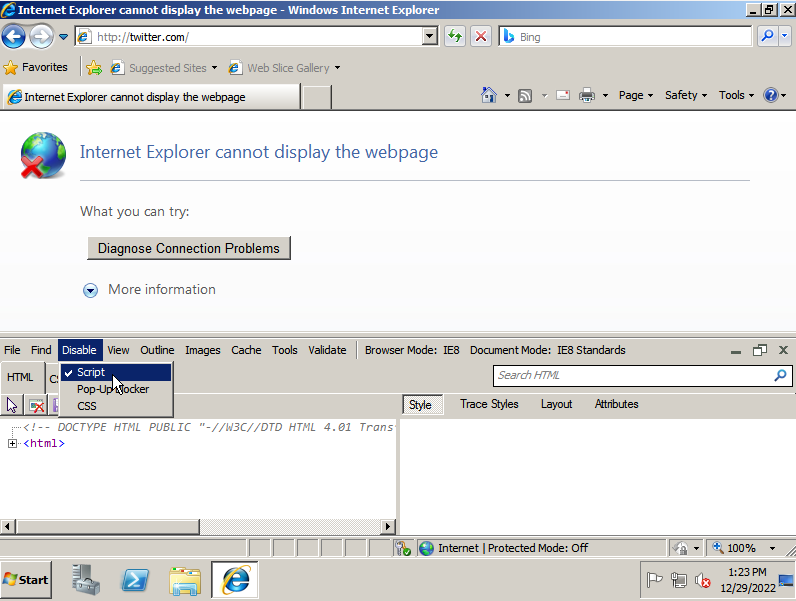 Internet Explorer cannot display the webpage - Windows Internet Explorer
http://twitter.com/
Bing
Favorites Suggested Sites Web Slice Gallery
Internet Explorer cannot display the webpage
Page Safety Tools
Internet Explorer cannot display the webpage
What you can try:
Diagnose Connection Problems
More information
File Find Disable View Outline Images Cache Tools Validate Browser Mode: IE8 Document Mode: IE8 Standards
HTML
Script
Search HTML
Pop-Up
CSS
Style Trace Styles Layout Attributes
<!-- DOCTYPE HTML PUBLIC "-//W3C//DTD HTML 4.01 Trans
<html>
Internet | Protected Mode: Off
100%
Start
1:23 PM
12/29/2022